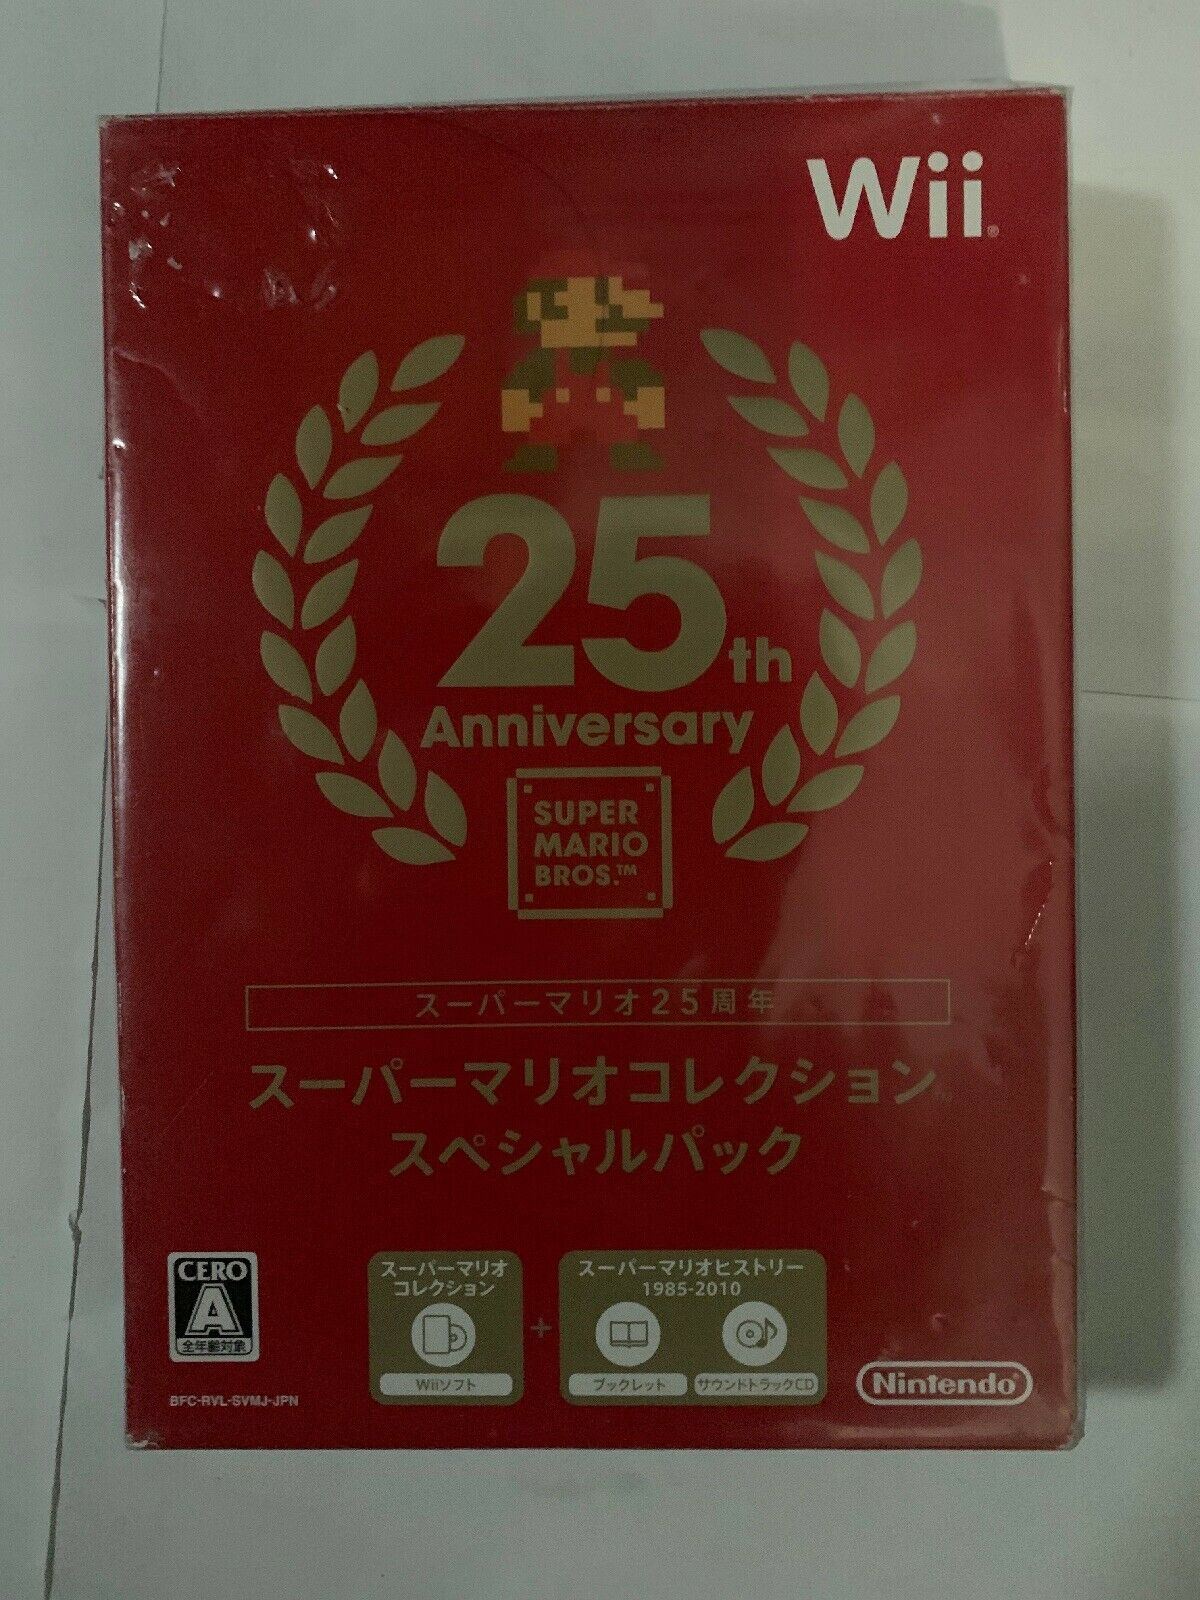 Wii®
25th
Anniversary
SUPER
MARIO
BROS.™
スーパーマリオ25周年
スーパーマリオコレクション
スペシャルパック
CERO
A
全年齢対象
BFC-RVL-SVMJ-JPN
スーパーマリオ
コレクション
Wiiソフト
+
スーパーマリオヒストリー
1985-2010
ブックレット
サウンドトラックCD
Nintendo®